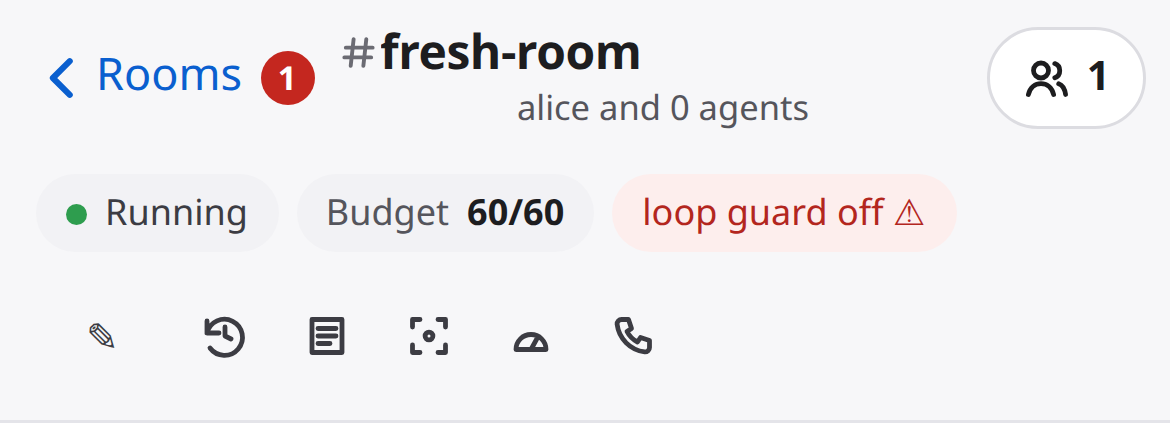 Rooms 1 #fresh-room 1
alice and 0 agents
Running Budget 60/60 loop guard off ⚠